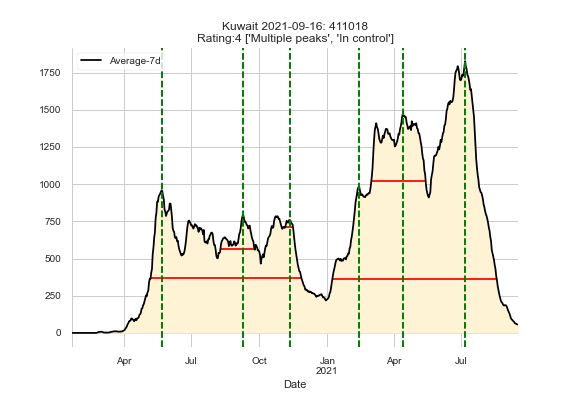 Kuwait 2021-09-16: 411018
Rating:4 ['Multiple peaks', 'In control']
Average-7d
1750
1500
1250
1000
750
500
250
0
Apr
Jul
Oct
Jan
2021
Apr
Jul
Date